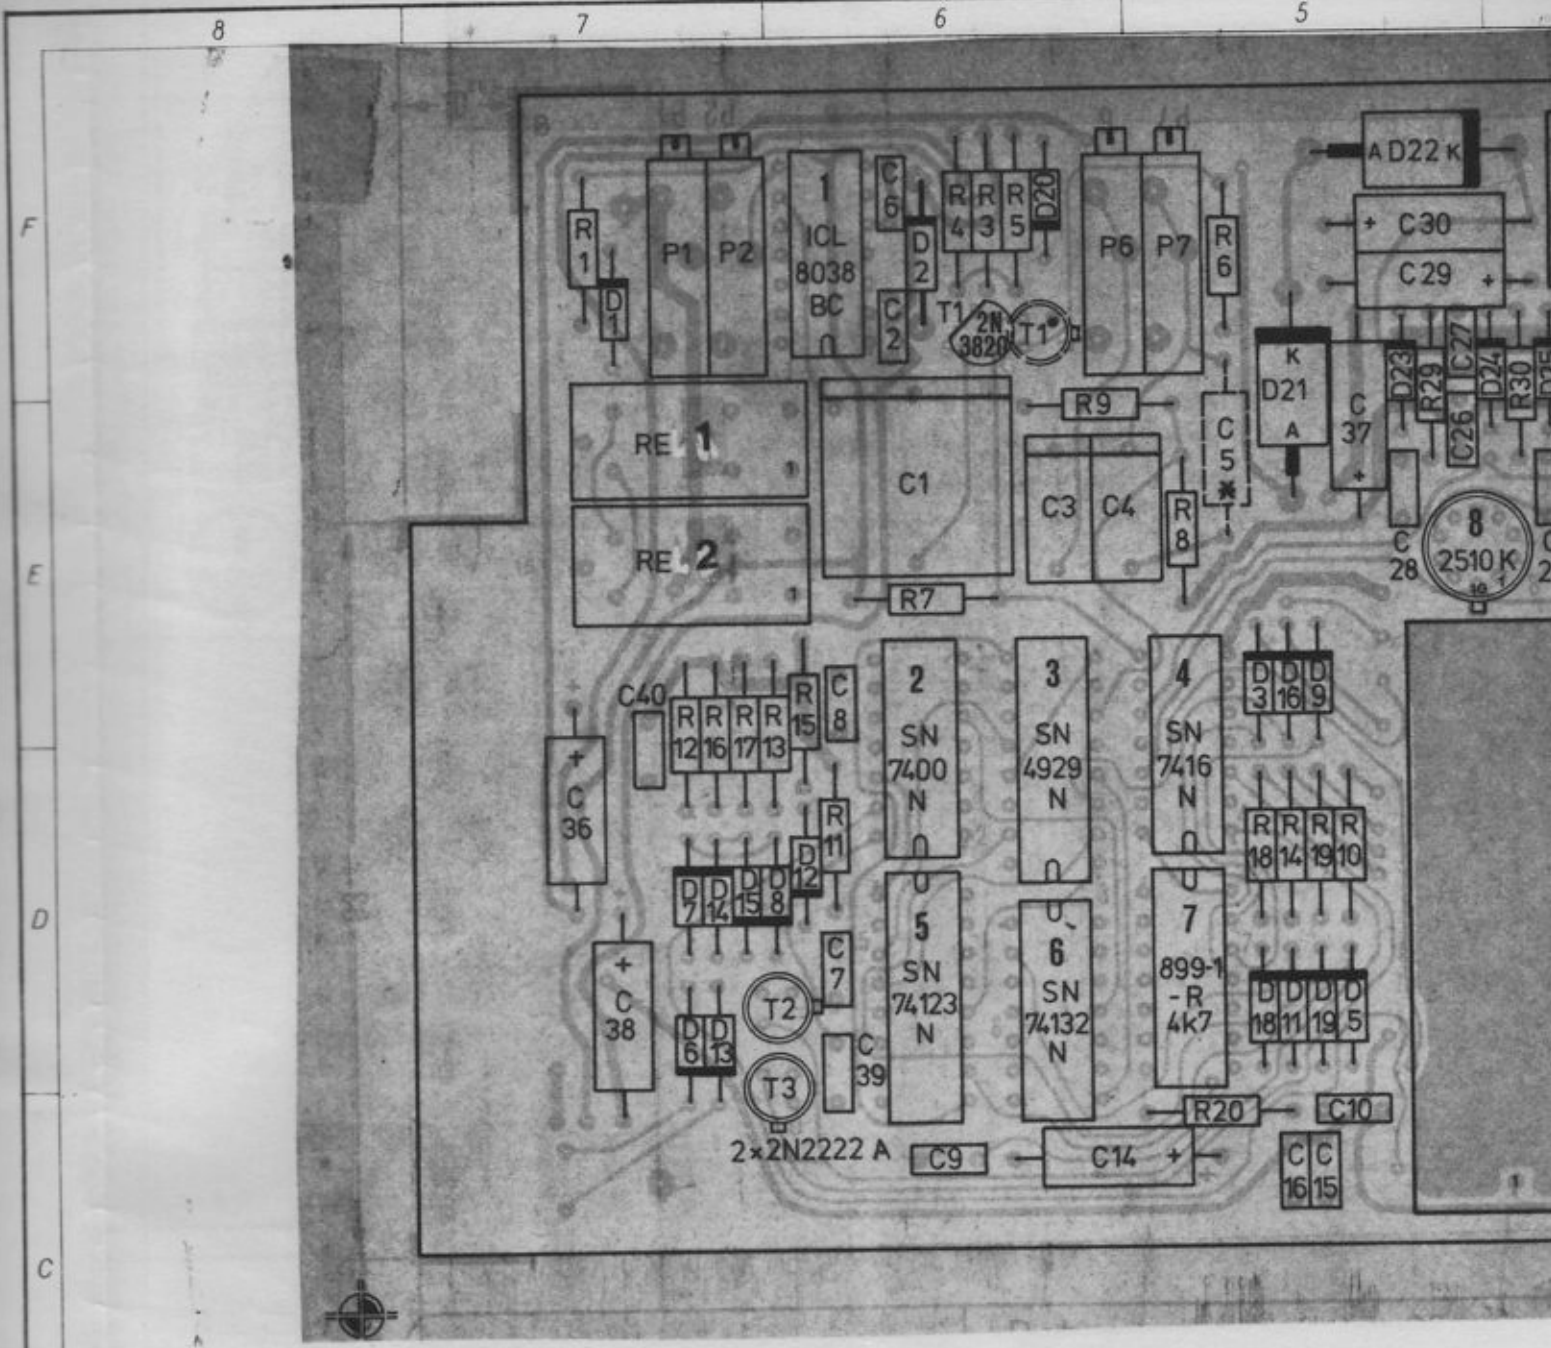 8 7 6 5
F
E
D
C
A D22 K
+ C30
C29 +
R 1
D1
P1 P2
1
ICL
8038
BC
C 6
D 2
C 2
R 4
R 3
R 5
D20
T1
2N
3820
T1*
P6 P7
R 6
K
D21
A
C 37 +
D23
R29
C27
C26
D24
R30
RE 1
1
RE 2
1
C1
R9
C3 C4
C 5 *
R 8
R7
C 28
8
2510 K
10 1
C40
R 12
R 16
R 17
R 13
R 15
C 8
2
SN
7400
N
3
SN
4929
N
4
SN
7416
N
D 3
D 16
D 9
+
C
36
R 11
D 12
D 7
D 14
D 15
D 8
R 18
R 14
R 19
R 10
+
C
38
C 7
5
SN
74123
N
6
SN
74132
N
7
899-1
-R
4k7
D 18
D 11
D 19
D 5
D 6
D 13
T2
T3
C 39
2×2N2222 A
C9
C14 +
R20
C10
C 16
C 15
1